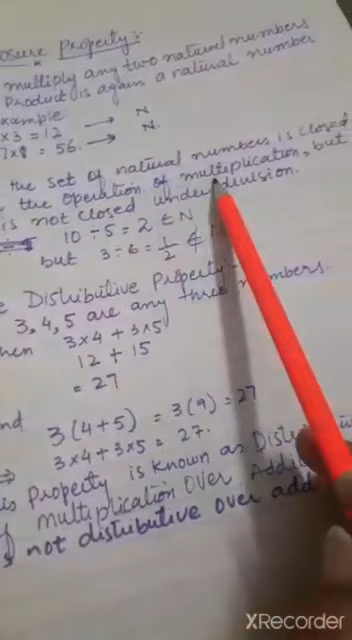 osure Property:-
multiply any two natural numbers
Product is again a natural number
xample:
x3 = 12 → N
7x8 = 56. → N.
the set of natural numbers is closed
the operation of multiplication, but
is not closed under division.
10 ÷ 5 = 2 ∈ N
but 3 ÷ 6 = 1/2 ∉
e Distributive Property-
3, 4, 5 are any three numbers.
hen 3x4 + 3x5
12 + 15
= 27
nd 3(4+5) = 3(9) = 27
⇒ 3x4 + 3x5 = 27.
is Property is known as Distri
f multiplication over Addi
s not distributive over add
XRecorder